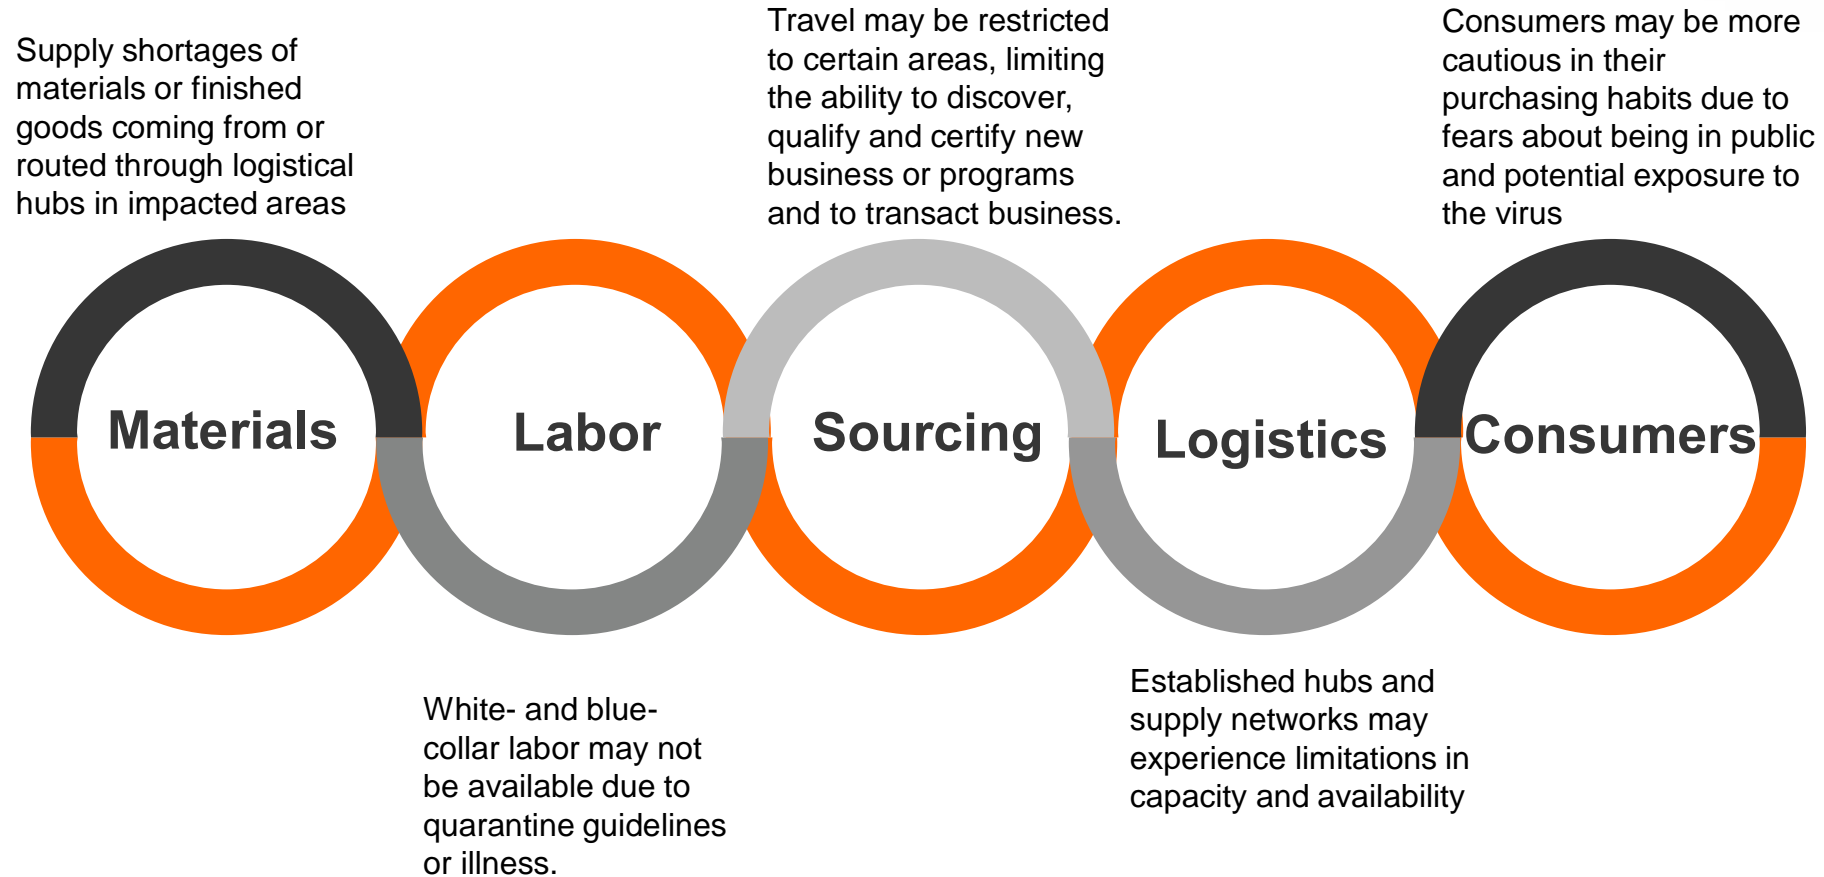 Supply shortages of
materials or finished
goods coming from or
routed through logistical
hubs in impacted areas
Travel may be restricted
to certain areas, limiting
the ability to discover,
qualify and certify new
business or programs
and to transact business.
Consumers may be more
cautious in their
purchasing habits due to
fears about being in public
and potential exposure to
the virus
Materials
Labor
Sourcing
Logistics
Consumers
White- and blue-
collar labor may not
be available due to
quarantine guidelines
or illness.
Established hubs and
supply networks may
experience limitations in
capacity and availability